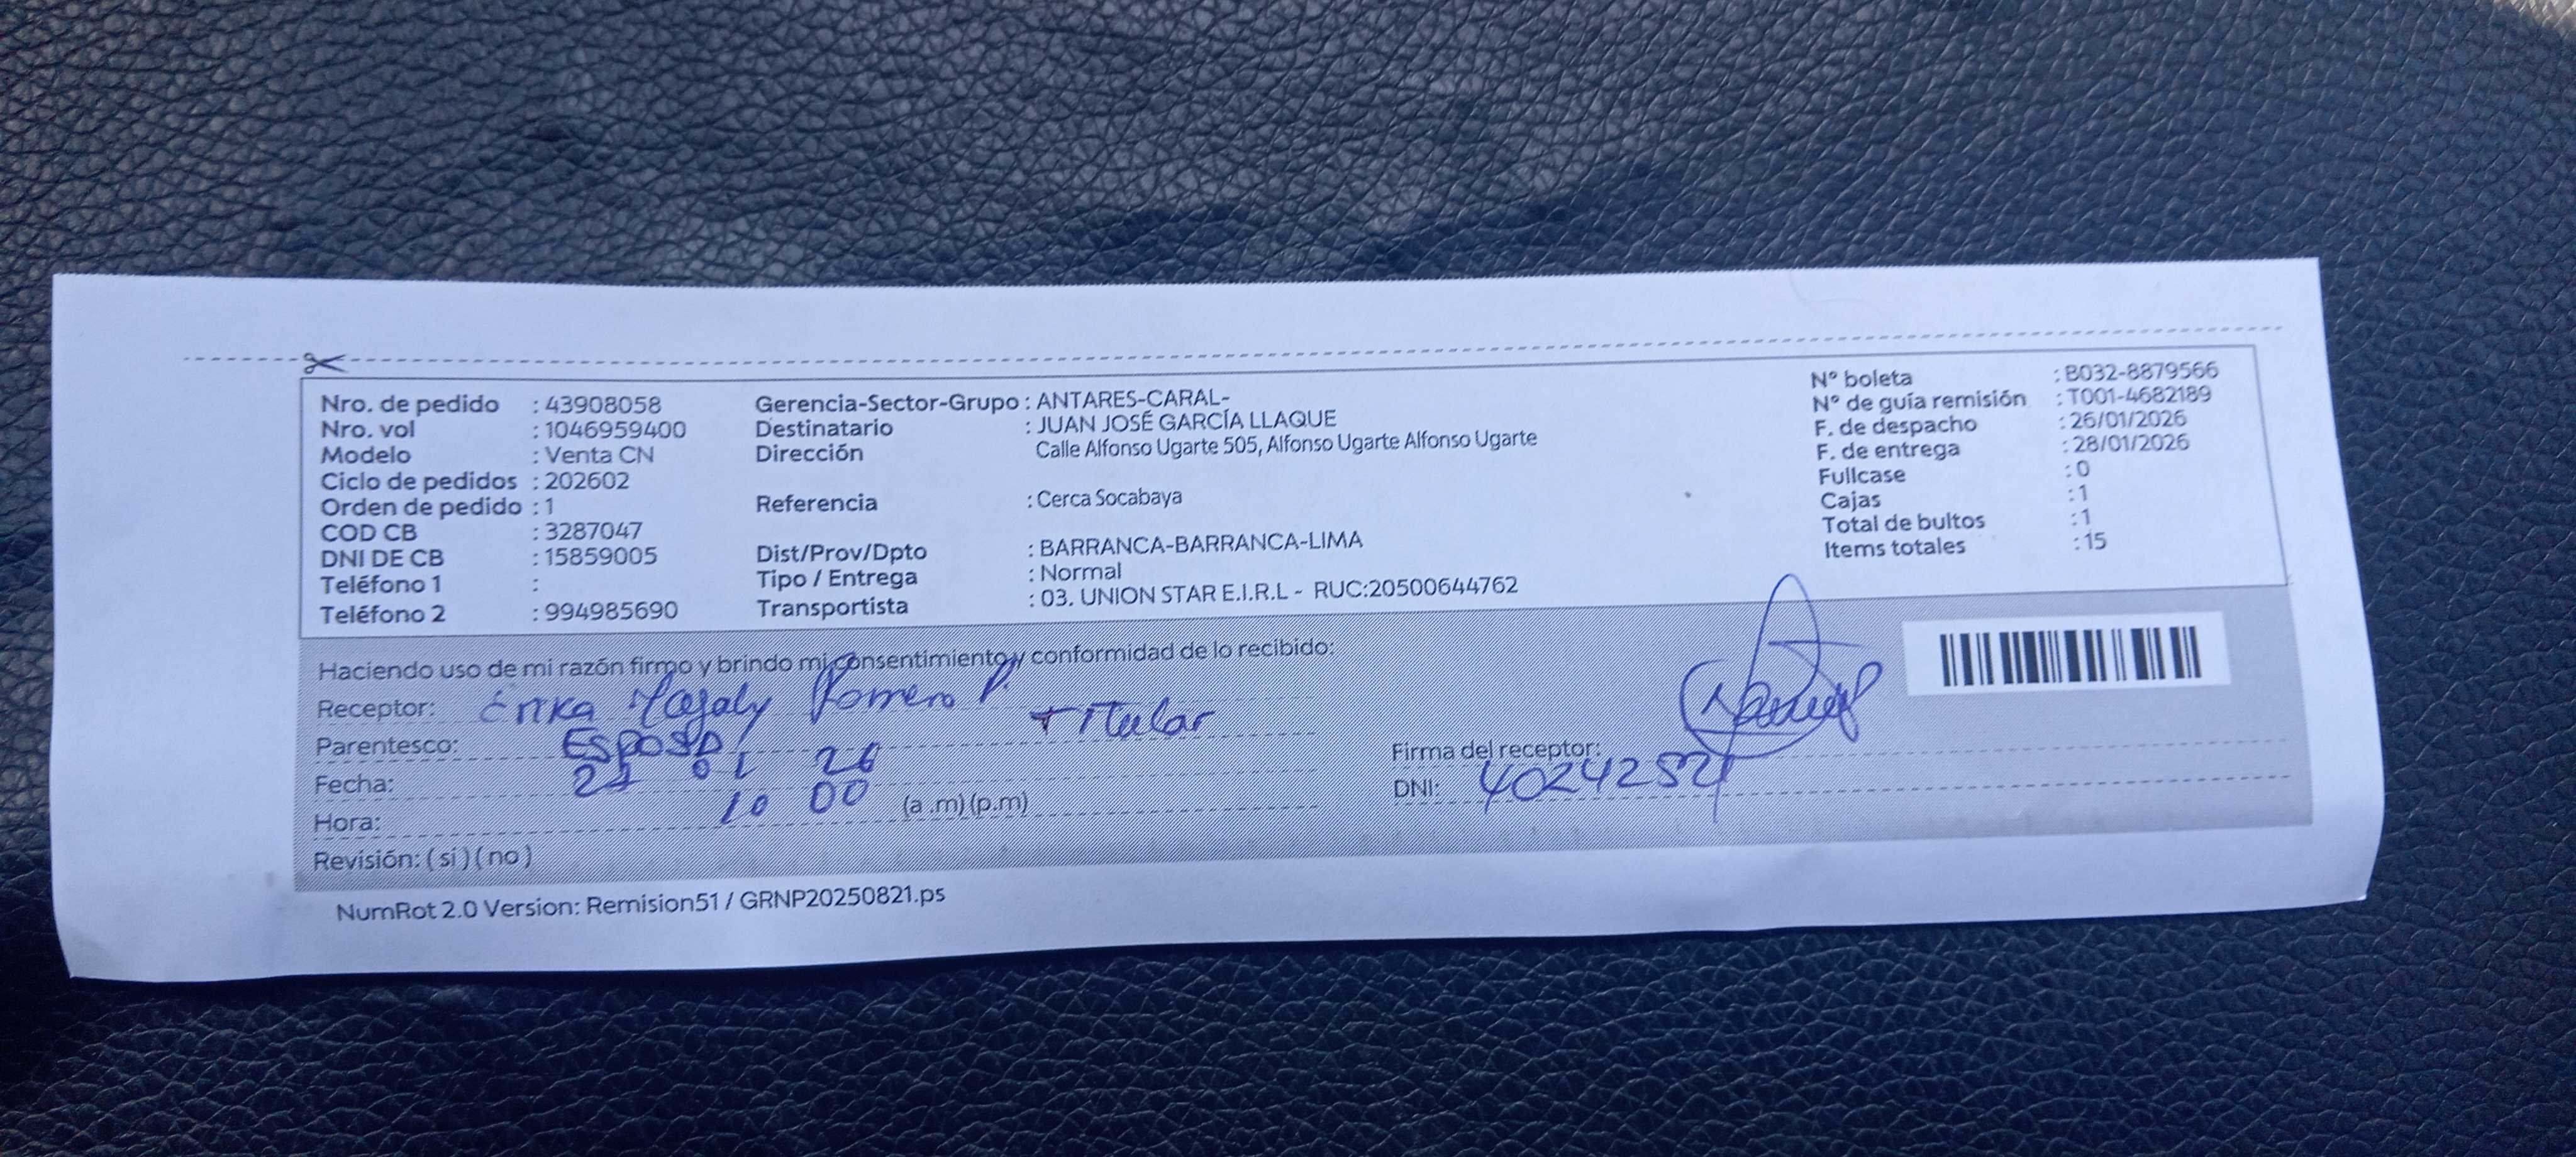 Nro. de pedido : 43908058
Nro. vol : 1046959400
Modelo : Venta CN
Ciclo de pedidos : 202602
Orden de pedido : 1
COD CB : 3287047
DNI DE CB : 15859005
Teléfono 1 :
Teléfono 2 : 994985690
Gerencia-Sector-Grupo : ANTARES-CARAL-
Destinatario : JUAN JOSÉ GARCÍA LLAQUE
Dirección Calle Alfonso Ugarte 505, Alfonso Ugarte Alfonso Ugarte
Referencia : Cerca Socabaya
Dist/Prov/Dpto : BARRANCA-BARRANCA-LIMA
Tipo / Entrega : Normal
Transportista : 03. UNION STAR E.I.R.L - RUC:20500644762
N° boleta : B032-8879566
N° de guía remisión : T001-4682189
F. de despacho : 26/01/2026
F. de entrega : 28/01/2026
Fullcase : 0
Cajas : 1
Total de bultos : 1
Items totales : 15
Haciendo uso de mi razón firmo y brindo mi consentimiento y conformidad de lo recibido:
Receptor: Erika Magaly Romero P.
Parentesco: ESPOSA + Titular
Fecha: 01 26
Hora: 10 00 (a .m) (p.m)
Revisión: ( si ) ( no )
Firma del receptor:
DNI: 4024252
NumRot 2.0 Version: Remision51 / GRNP20250821.ps